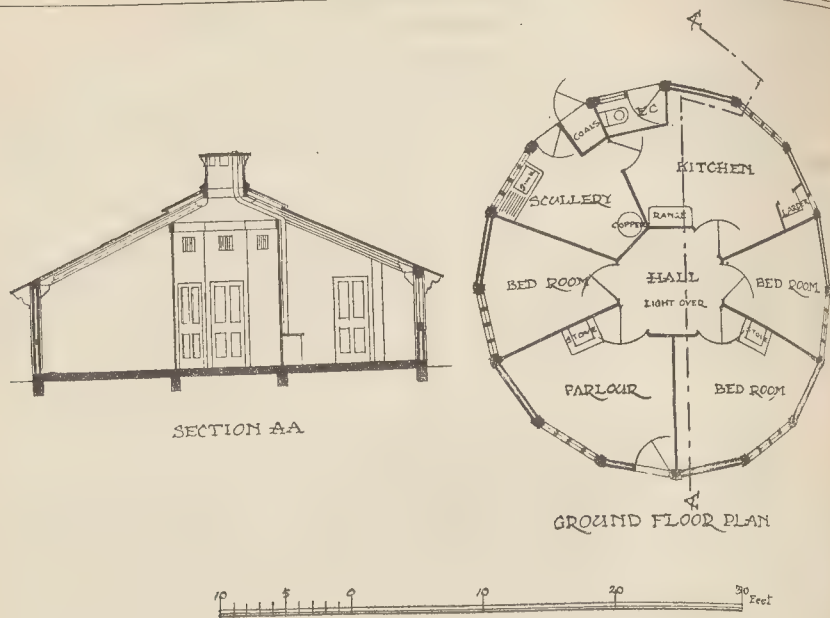 A
E.C
COALS
KITCHEN
SINK
SCULLERY
LARDER
COPPER
RANGE
BED ROOM
HALL
BED ROOM
LIGHT OVER
STOVE
STOVE
PARLOUR
BED ROOM
SECTION AA
A
GROUND FLOOR PLAN
10 5 0 10 20 30 Feet